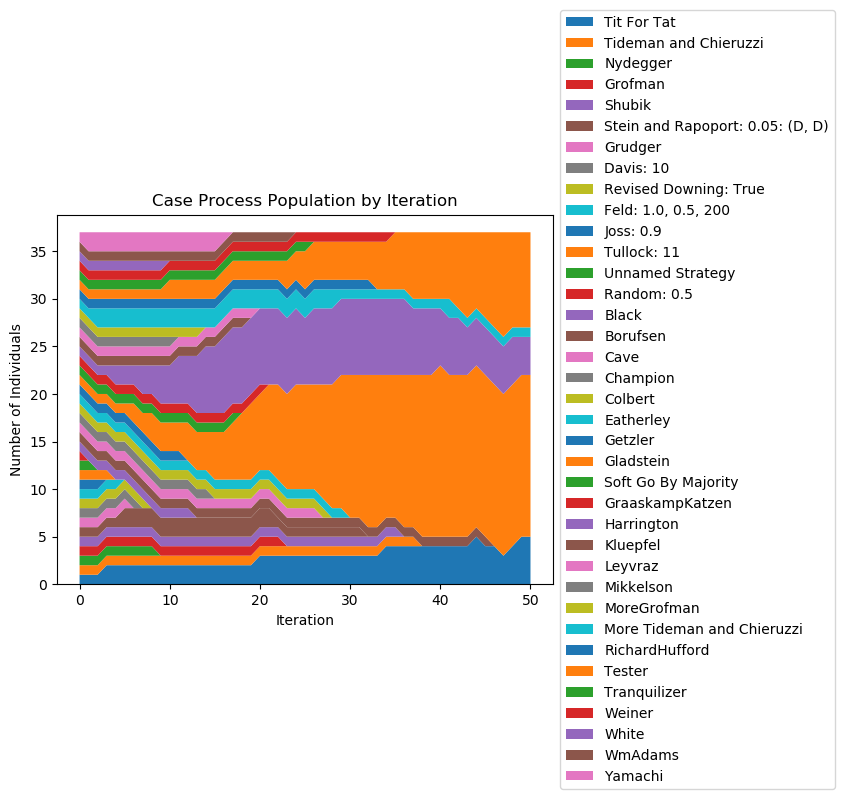 Case Process Population by Iteration
Number of Individuals
35
30
25
20
15
10
5
0
0 10 20 30 40 50
Iteration
Tit For Tat
Tideman and Chieruzzi
Nydegger
Grofman
Shubik
Stein and Rapoport: 0.05: (D, D)
Grudger
Davis: 10
Revised Downing: True
Feld: 1.0, 0.5, 200
Joss: 0.9
Tullock: 11
Unnamed Strategy
Random: 0.5
Black
Borufsen
Cave
Champion
Colbert
Eatherley
Getzler
Gladstein
Soft Go By Majority
GraaskampKatzen
Harrington
Kluepfel
Leyvraz
Mikkelson
MoreGrofman
More Tideman and Chieruzzi
RichardHufford
Tester
Tranquilizer
Weiner
White
WmAdams
Yamachi